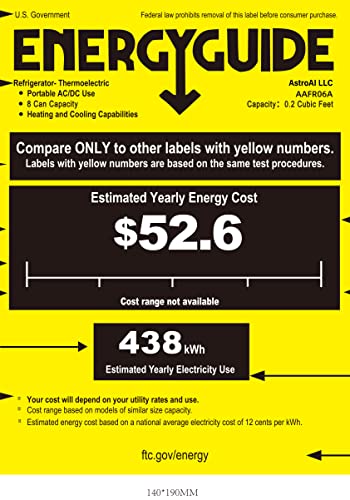 U.S. Government
Federal law prohibits removal of this label before consumer purchase.
ENERGYGUIDE
Refrigerator- Thermoelectric
• Portable AC/DC Use
• 8 Can Capacity
• Heating and Cooling Capabilities
AstroAI LLC
AAFR06A
Capacity: 0.2 Cubic Feet
Compare ONLY to other labels with yellow numbers.
Labels with yellow numbers are based on the same test procedures.
Estimated Yearly Energy Cost
$52.6
Cost range not available
438 kWh
Estimated Yearly Electricity Use
Your cost will depend on your utility rates and use.
Cost range based on models of similar size capacity.
Estimated energy cost based on a national average electricity cost of 12 cents per kWh.
ftc.gov/energy
140*190MM